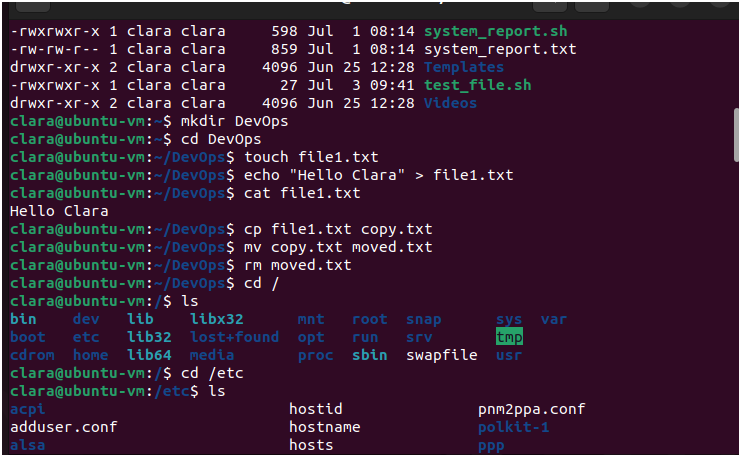 -rwxrwxr-x 1 clara clara     598 Jul  1 08:14 system_report.sh
-rw-rw-r-- 1 clara clara     859 Jul  1 08:14 system_report.txt
drwxr-xr-x 2 clara clara    4096 Jun 25 12:28 Templates
-rwxrwxr-x 1 clara clara      27 Jul  3 09:41 test_file.sh
drwxr-xr-x 2 clara clara    4096 Jun 25 12:28 Videos
clara@ubuntu-vm:~$ mkdir DevOps
clara@ubuntu-vm:~$ cd DevOps
clara@ubuntu-vm:~/DevOps$ touch file1.txt
clara@ubuntu-vm:~/DevOps$ echo "Hello Clara" > file1.txt
clara@ubuntu-vm:~/DevOps$ cat file1.txt
Hello Clara
clara@ubuntu-vm:~/DevOps$ cp file1.txt copy.txt
clara@ubuntu-vm:~/DevOps$ mv copy.txt moved.txt
clara@ubuntu-vm:~/DevOps$ rm moved.txt
clara@ubuntu-vm:~/DevOps$ cd /
clara@ubuntu-vm:/$ ls
bin    dev   lib    libx32      mnt   root  snap      sys  var
boot   etc   lib32  lost+found  opt   run   srv       tmp
cdrom  home  lib64  media       proc  sbin  swapfile  usr
clara@ubuntu-vm:/$ cd /etc
clara@ubuntu-vm:/etc$ ls
acpi                           hostid               pnm2ppa.conf
adduser.conf                   hostname             polkit-1
alsa                           hosts                ppp